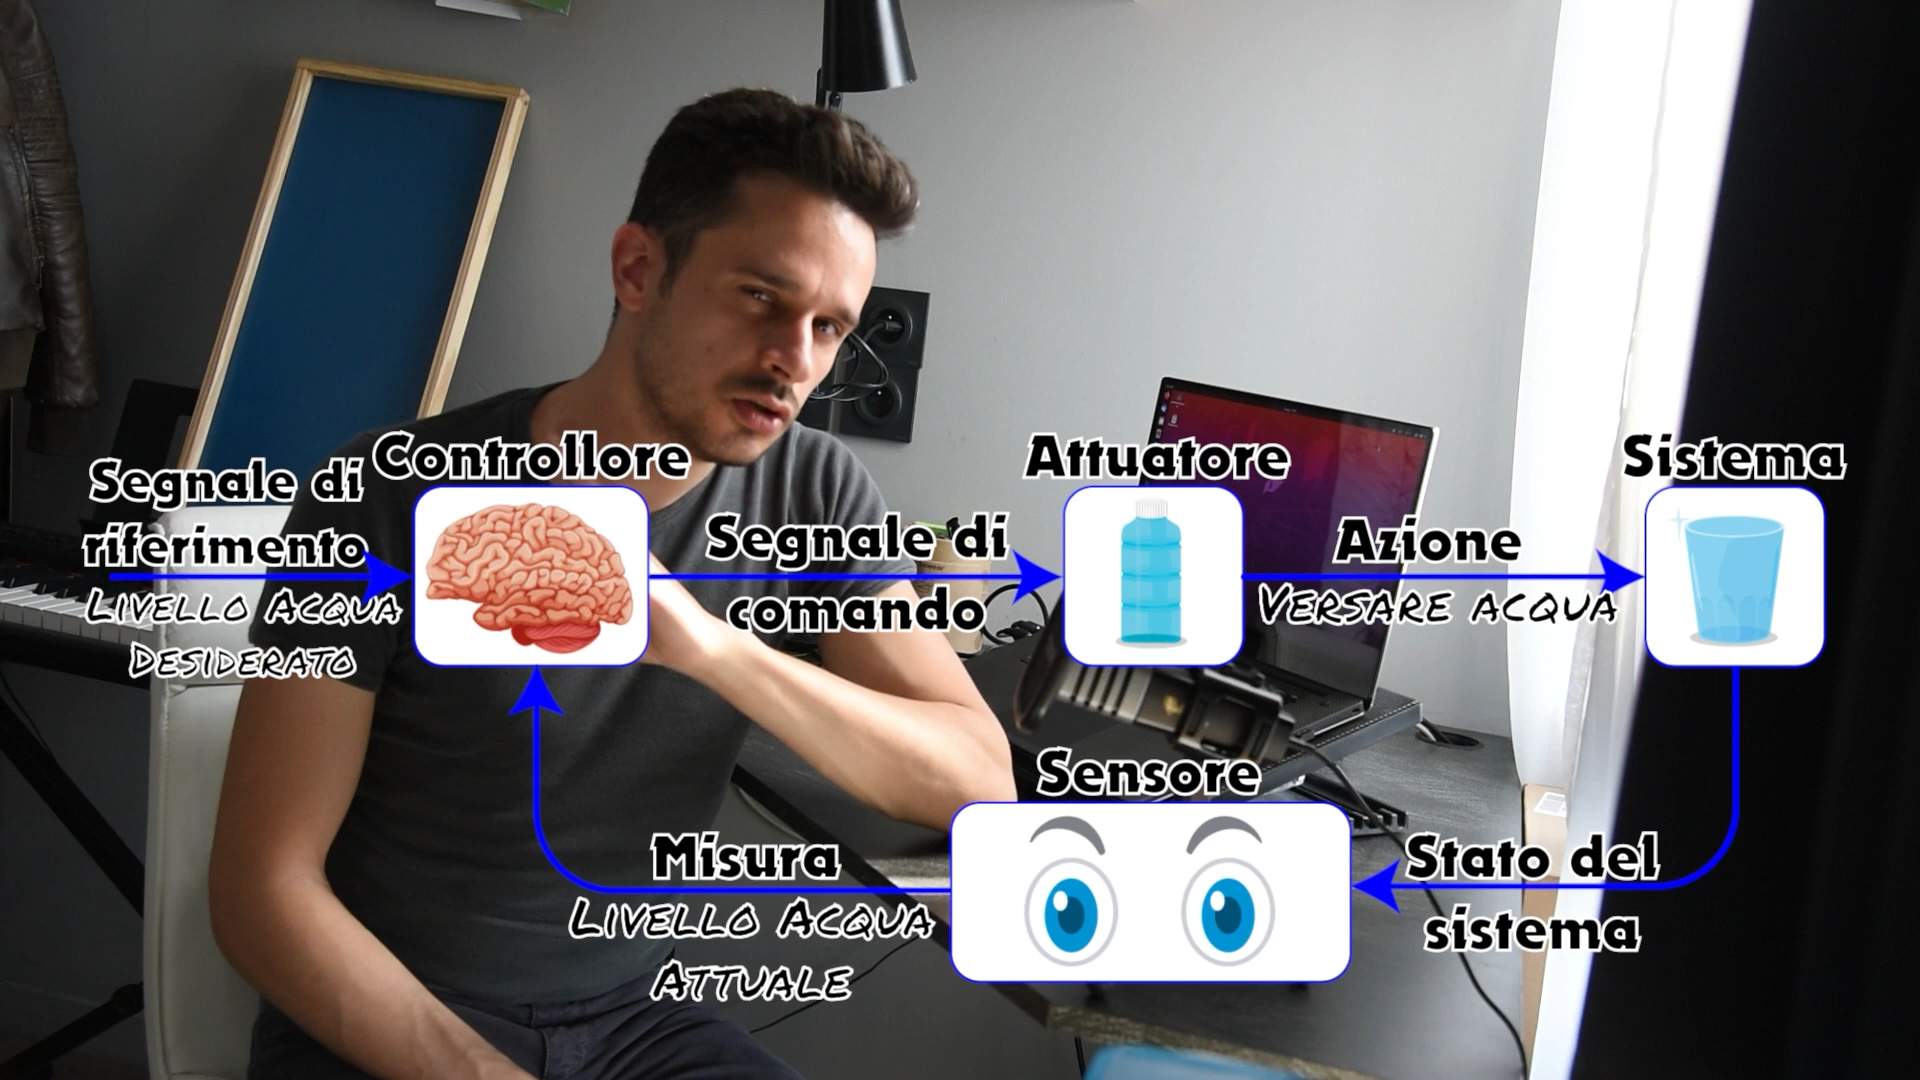 Segnale di
riferimento
Livello Acqua
Desiderato
Controllore
Segnale di
comando
Attuatore
Azione
Versare acqua
Sistema
Sensore
Misura
Livello Acqua
Attuale
Stato del
sistema